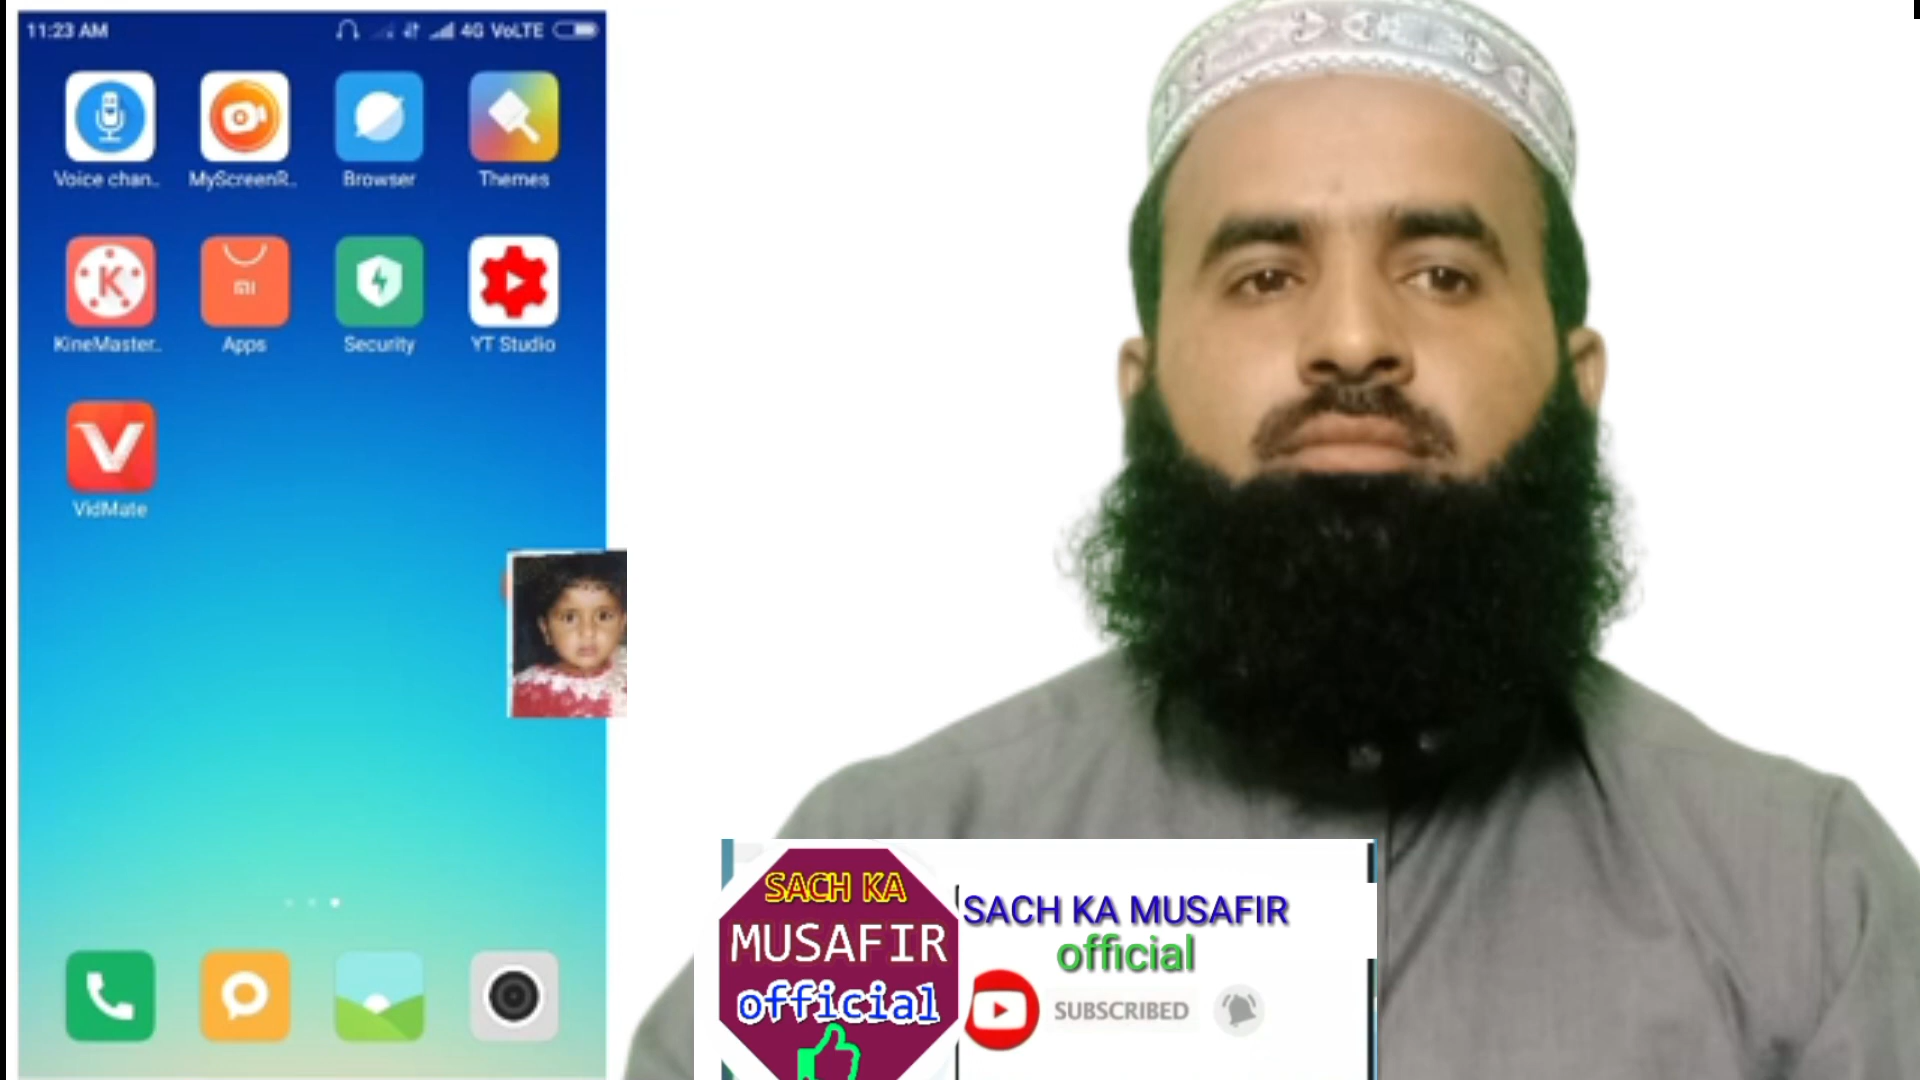 11:23 AM 4G VoLTE
Voice chan.. MyScreenR.. Browser Themes
mi
KineMaster.. Apps Security YT Studio
VidMate
SACH KA
MUSAFIR
official
SACH KA MUSAFIR
official
SUBSCRIBED